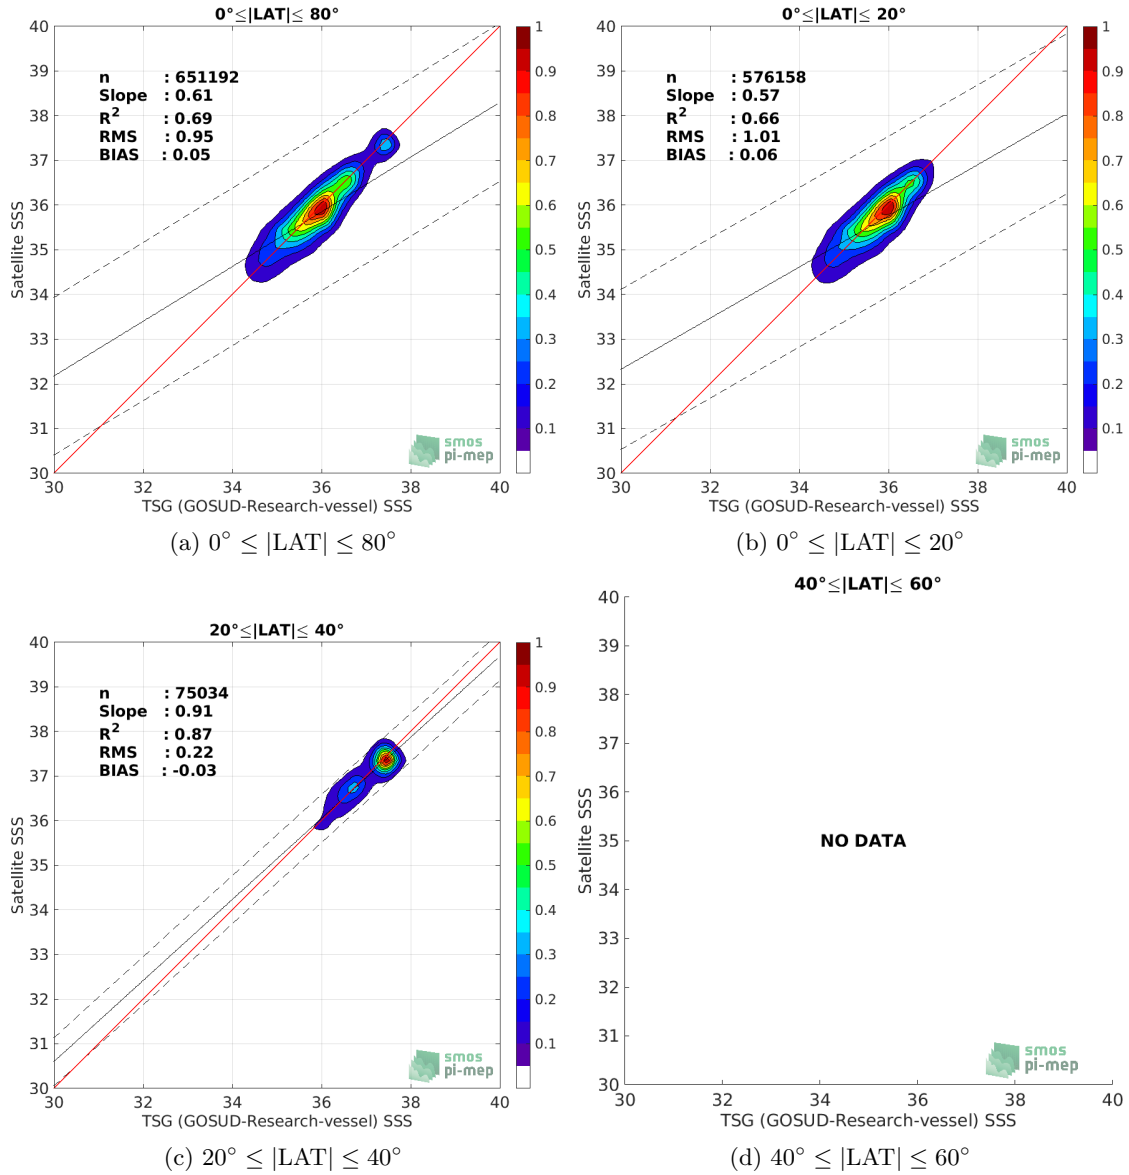 0°≤|LAT|≤ 80°
40
39
38
37
36
35
34
33
32
31
30
n : 651192
Slope : 0.61
R2 : 0.69
RMS : 0.95
BIAS : 0.05
Satellite SSS
smos
pi-mep
30 32 34 36 38 40
TSG (GOSUD-Research-vessel) SSS
1
0.9
0.8
0.7
0.6
0.5
0.4
0.3
0.2
0.1
(a) 0° ≤ |LAT| ≤ 80°
0°≤|LAT|≤ 20°
40
39
38
37
36
35
34
33
32
31
30
n : 576158
Slope : 0.57
R2 : 0.66
RMS : 1.01
BIAS : 0.06
Satellite SSS
smos
pi-mep
30 32 34 36 38 40
TSG (GOSUD-Research-vessel) SSS
1
0.9
0.8
0.7
0.6
0.5
0.4
0.3
0.2
0.1
(b) 0° ≤ |LAT| ≤ 20°
20°≤|LAT|≤ 40°
40
39
38
37
36
35
34
33
32
31
30
n : 75034
Slope : 0.91
R2 : 0.87
RMS : 0.22
BIAS : -0.03
Satellite SSS
smos
pi-mep
30 32 34 36 38 40
TSG (GOSUD-Research-vessel) SSS
1
0.9
0.8
0.7
0.6
0.5
0.4
0.3
0.2
0.1
(c) 20° ≤ |LAT| ≤ 40°
40°≤|LAT|≤ 60°
40
39
38
37
36
35
34
33
32
31
30
NO DATA
Satellite SSS
smos
pi-mep
30 32 34 36 38 40
TSG (GOSUD-Research-vessel) SSS
(d) 40° ≤ |LAT| ≤ 60°